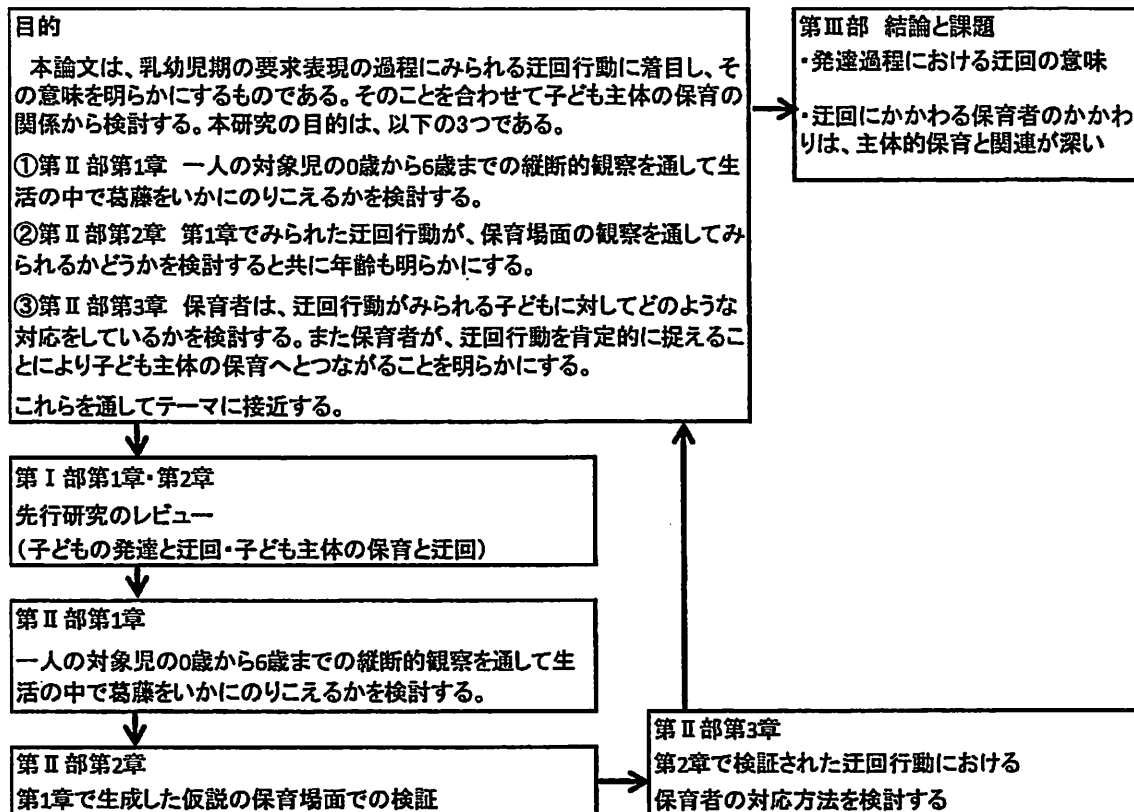 目的
本論文は、乳幼児期の要求表現の過程にみられる迂回行動に着目し、そ
の意味を明らかにするものである。そのことを合わせて子ども主体の保育の
関係から検討する。本研究の目的は、以下の3つである。
①第Ⅱ部第1章 一人の対象児の0歳から6歳までの縦断的観察を通して生
活の中で葛藤をいかにのりこえるかを検討する。
②第Ⅱ部第2章 第1章でみられた迂回行動が、保育場面の観察を通してみ
られるかどうかを検討すると共に年齢も明らかにする。
③第Ⅱ部第3章 保育者は、迂回行動がみられる子どもに対してどのような
対応をしているかを検討する。また保育者が、迂回行動を肯定的に捉えるこ
とにより子ども主体の保育へとつながることを明らかにする。
これらを通してテーマに接近する。
第Ⅲ部 結論と課題
・発達過程における迂回の意味
・迂回にかかわる保育者のかかわ
りは、主体的保育と関連が深い
第Ⅰ部第1章・第2章
先行研究のレビュー
(子どもの発達と迂回・子ども主体の保育と迂回)
第Ⅱ部第1章
一人の対象児の0歳から6歳までの縦断的観察を通して生
活の中で葛藤をいかにのりこえるかを検討する。
第Ⅱ部第2章
第1章で生成した仮説の保育場面での検証
第Ⅱ部第3章
第2章で検証された迂回行動における
保育者の対応方法を検討する